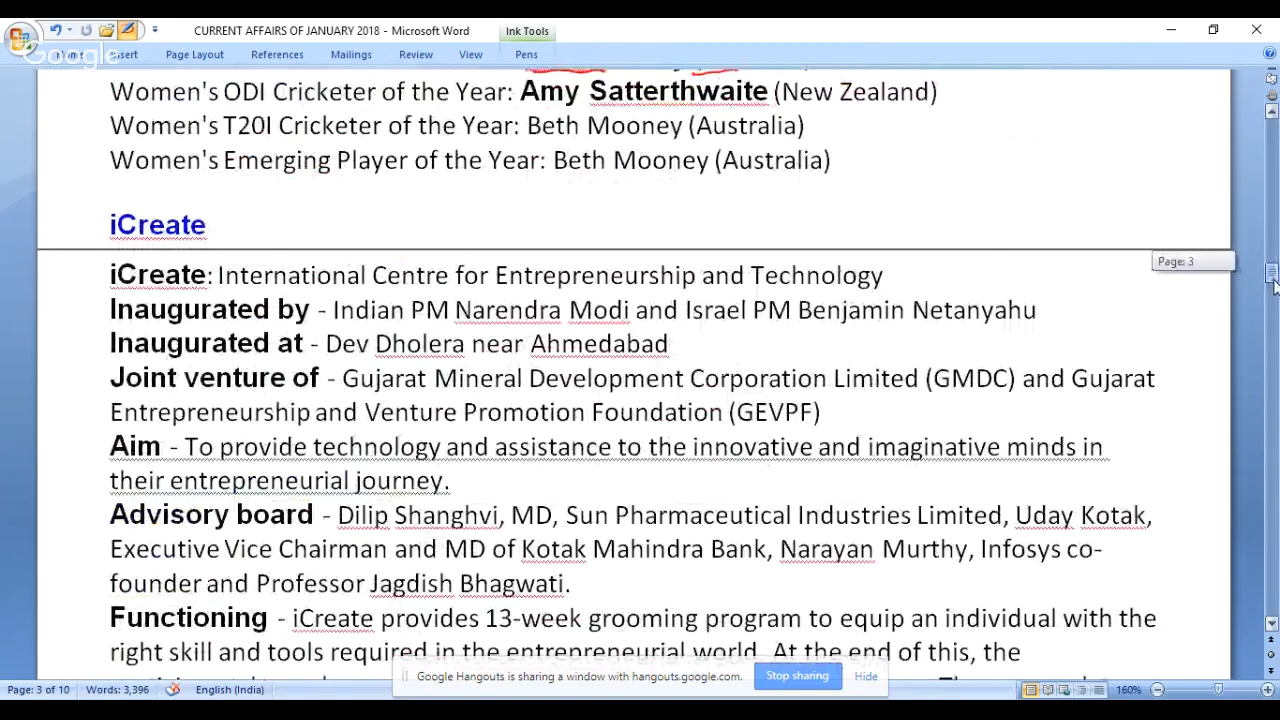 CURRENT AFFAIRS OF JANUARY 2018 - Microsoft Word
Ink Tools
Google
Insert
Page Layout
References
Mailings
Review
View
Pens
Women's ODI Cricketer of the Year: Amy Satterthwaite (New Zealand)
Women's T20I Cricketer of the Year: Beth Mooney (Australia)
Women's Emerging Player of the Year: Beth Mooney (Australia)
iCreate
Page: 3
iCreate: International Centre for Entrepreneurship and Technology
Inaugurated by - Indian PM Narendra Modi and Israel PM Benjamin Netanyahu
Inaugurated at - Dev Dholera near Ahmedabad
Joint venture of - Gujarat Mineral Development Corporation Limited (GMDC) and Gujarat
Entrepreneurship and Venture Promotion Foundation (GEVPF)
Aim - To provide technology and assistance to the innovative and imaginative minds in
their entrepreneurial journey.
Advisory board - Dilip Shanghvi, MD, Sun Pharmaceutical Industries Limited, Uday Kotak,
Executive Vice Chairman and MD of Kotak Mahindra Bank, Narayan Murthy, Infosys co-
founder and Professor Jagdish Bhagwati.
Functioning - iCreate provides 13-week grooming program to equip an individual with the
right skill and tools required in the entrepreneurial world. At the end of this, the
Google Hangouts is sharing a window with hangouts.google.com.
Stop sharing
Hide
Page: 3 of 10
Words: 3,396
English (India)
160%